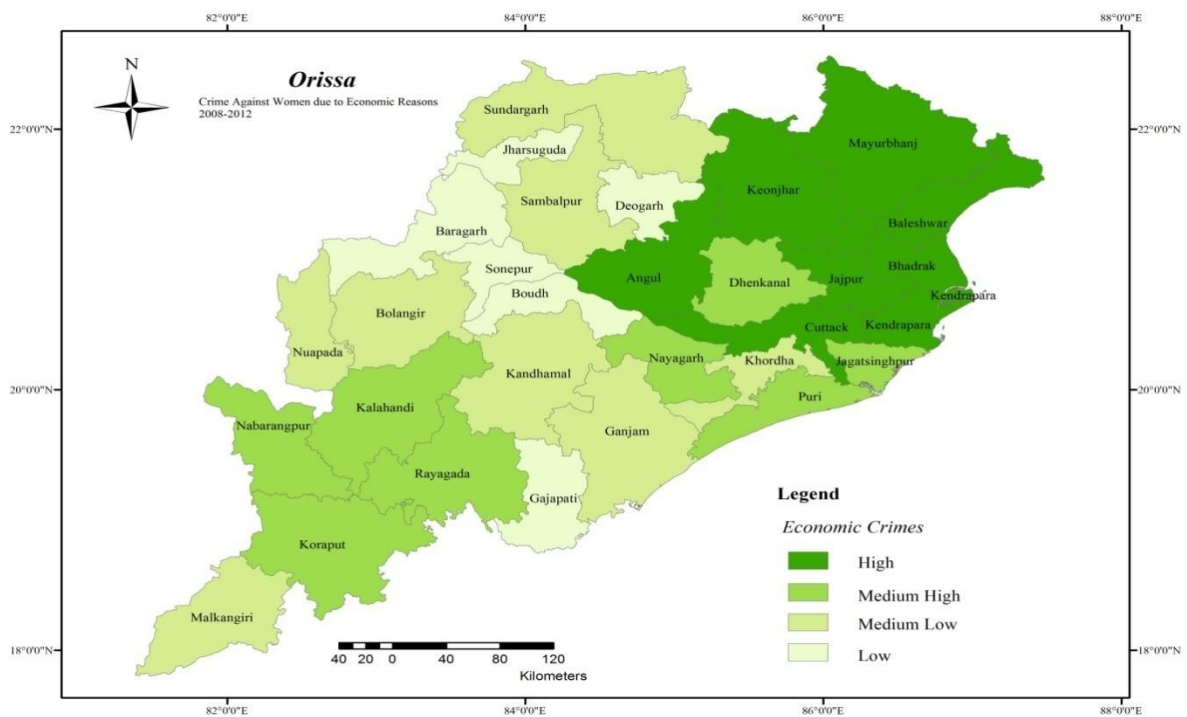 82°0'0"E 84°0'0"E 86°0'0"E 88°0'0"E
N
Orissa
Crime Against Women due to Economic Reasons
2008-2012
22°0'0"N
22°0'0"N
Sundargarh
Mayurbhanj
Jharsuguda
Keonjhar
Sambalpur
Deogarh
Baleshwar
Baragarh
Bhadrak
Sonepur
Angul
Dhenkanal
Jajpur
Boudh
Kendrapara
Bolangir
Cuttack
Kendrapara
Nuapada
Nayagarh
Khordha
Jagatsinghpur
Kandhamal
20°0'0"N
20°0'0"N
Puri
Kalahandi
Nabarangpur
Ganjam
Rayagada
Gajapati
Legend
Economic Crimes
Koraput
High
Medium High
Malkangiri
Medium Low
Low
18°0'0"N
18°0'0"N
40 20 0 40 80 120
Kilometers
82°0'0"E 84°0'0"E 86°0'0"E 88°0'0"E